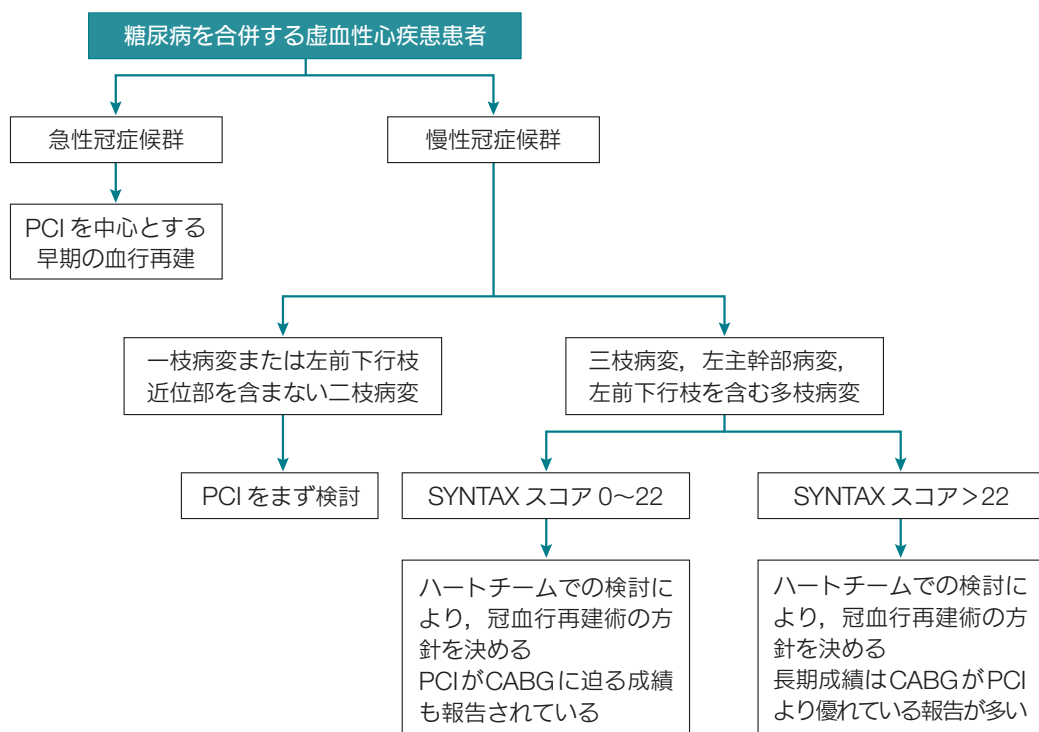 糖尿病を合併する虚血性心疾患患者
急性冠症候群
慢性冠症候群
PCIを中心とする
早期の血行再建
一枝病変または左前下行枝
近位部を含まない二枝病変
三枝病変，左主幹部病変，
左前下行枝を含む多枝病変
PCIをまず検討
SYNTAXスコア0〜22
SYNTAXスコア＞22
ハートチームでの検討に
より，冠血行再建術の方
針を決める
PCIがCABGに迫る成績
も報告されている
ハートチームでの検討に
より，冠血行再建術の方
針を決める
長期成績はCABGがPCI
より優れている報告が多い